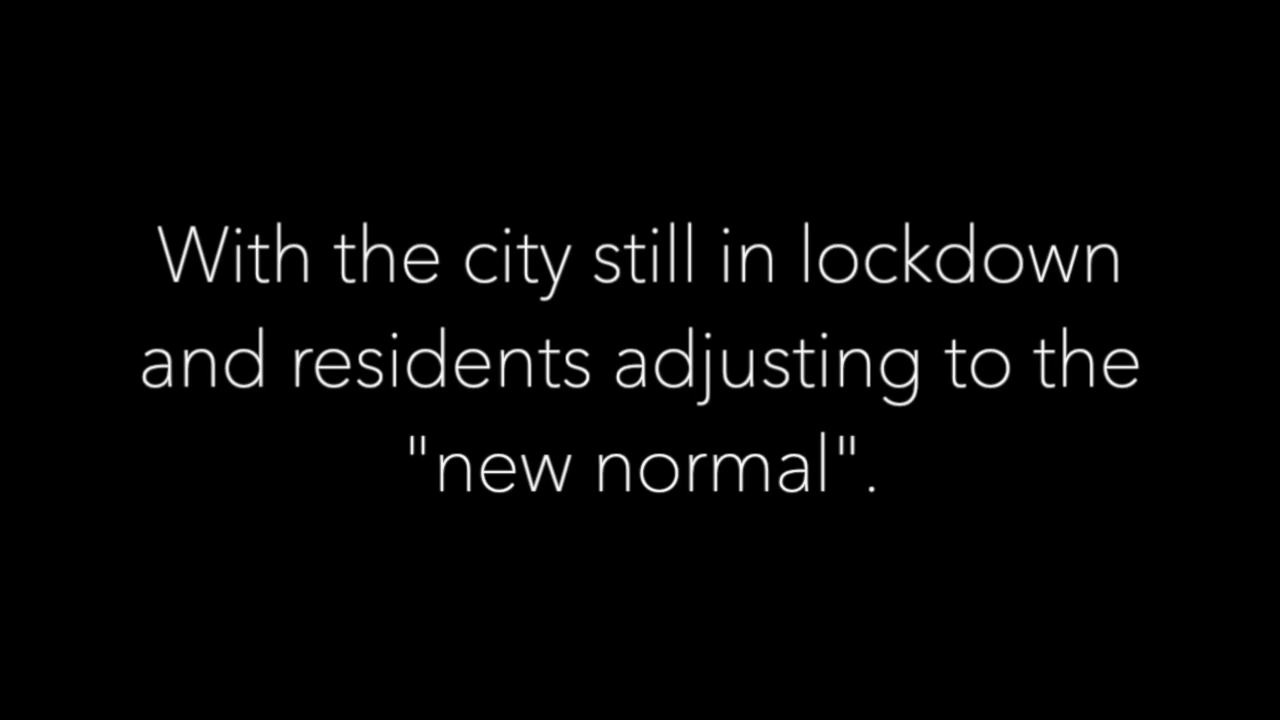 With the city still in lockdown
and residents adjusting to the
"new normal".